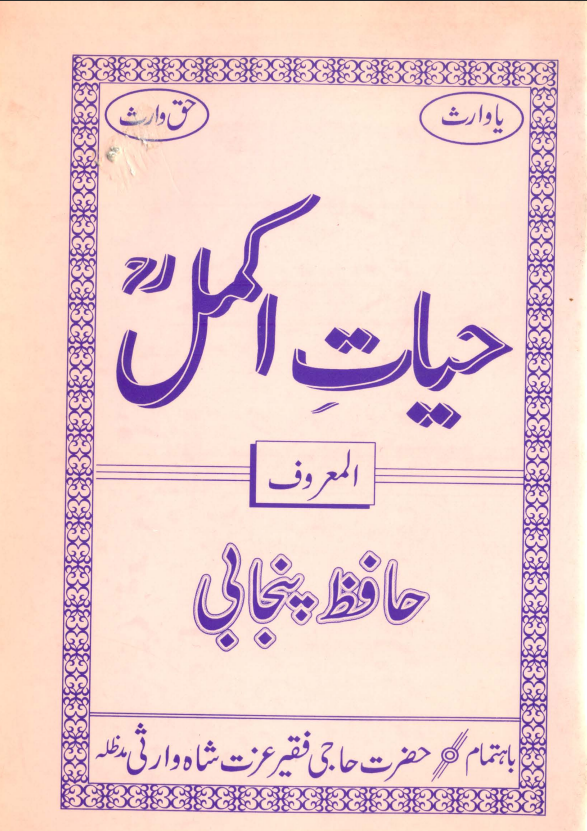 یا وارث
حق وارث
حیاتِ اکملؒ
المعروف
حافظ پنجابی
باہتمام حضرت حاجی فقیر عزت شاہ وارثی مدظلہ